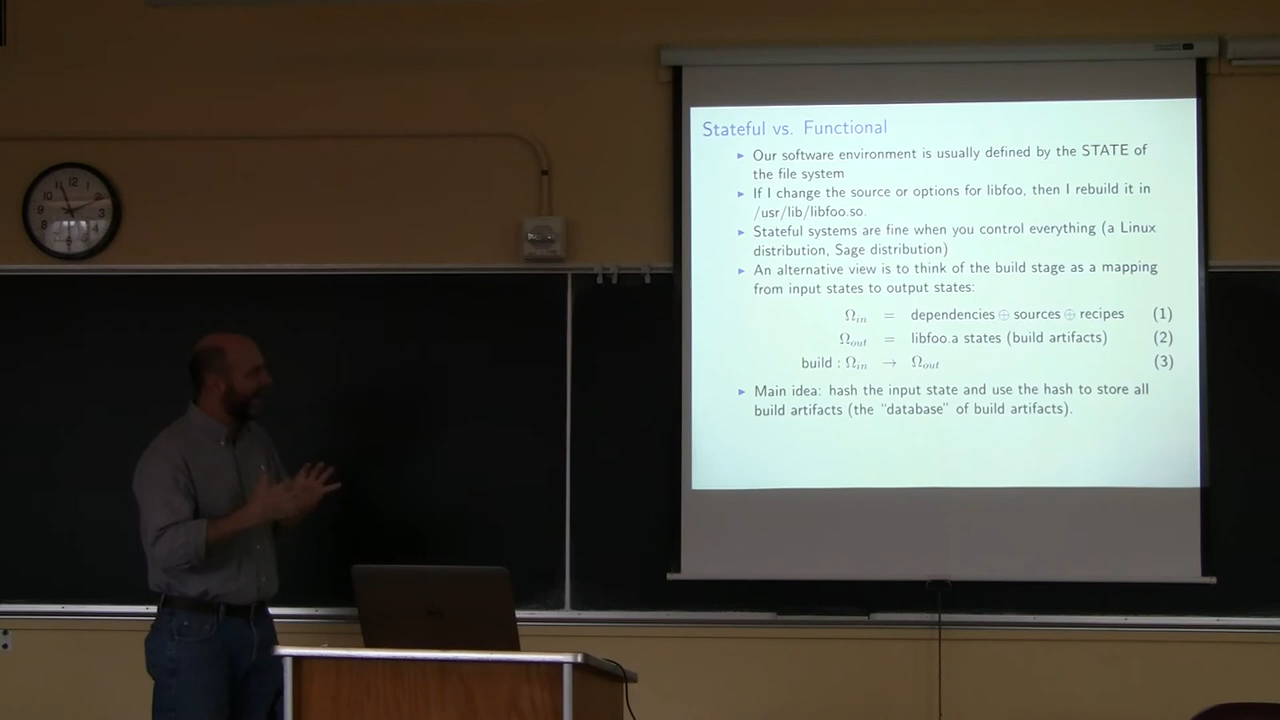 Stateful vs. Functional
▶ Our software environment is usually defined by the STATE of
the file system
▶ If I change the source or options for libfoo, then I rebuild it in
/usr/lib/libfoo.so.
▶ Stateful systems are fine when you control everything (a Linux
distribution, Sage distribution)
▶ An alternative view is to think of the build stage as a mapping
from input states to output states:
Ω_in = dependencies ⊕ sources ⊕ recipes (1)
Ω_out = libfoo.a states (build artifacts) (2)
build : Ω_in → Ω_out (3)
▶ Main idea: hash the input state and use the hash to store all
build artifacts (the “database” of build artifacts).